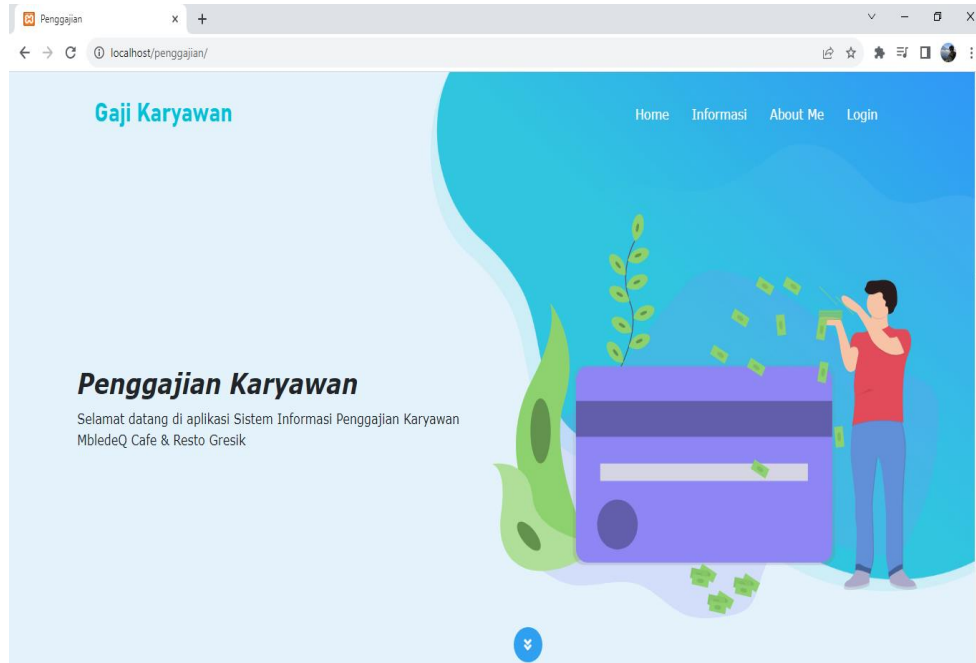 Penggajian
localhost/penggajian/
Gaji Karyawan
Home Informasi About Me Login
Penggajian Karyawan
Selamat datang di aplikasi Sistem Informasi Penggajian Karyawan
MbledeQ Cafe & Resto Gresik